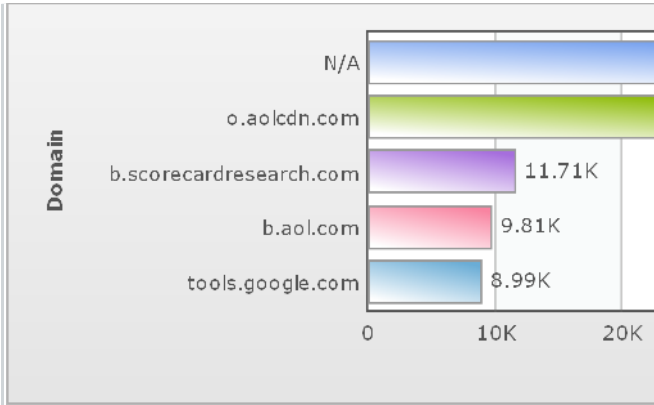 Domain
N/A
o.aolcdn.com
b.scorecardresearch.com 11.71K
b.aol.com 9.81K
tools.google.com 8.99K
0 10K 20K